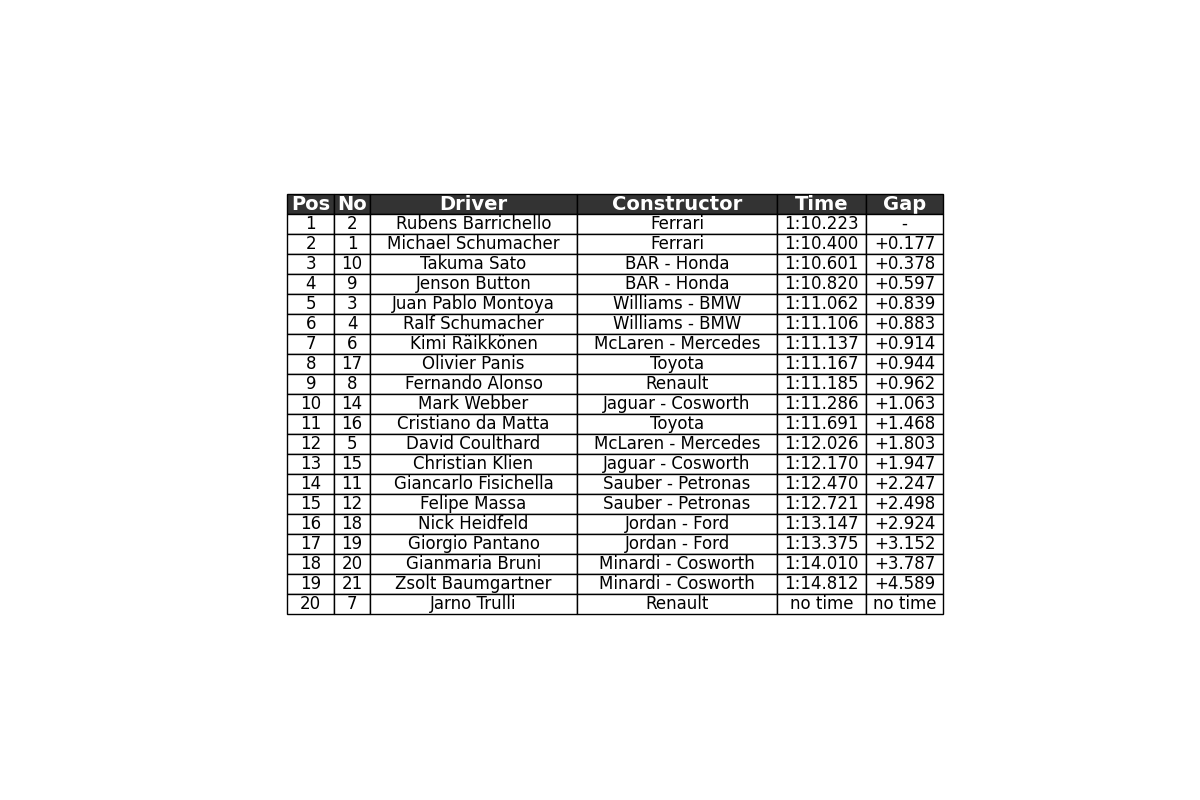 Pos No Driver Constructor Time Gap
1 2 Rubens Barrichello Ferrari 1:10.223 -
2 1 Michael Schumacher Ferrari 1:10.400 +0.177
3 10 Takuma Sato BAR - Honda 1:10.601 +0.378
4 9 Jenson Button BAR - Honda 1:10.820 +0.597
5 3 Juan Pablo Montoya Williams - BMW 1:11.062 +0.839
6 4 Ralf Schumacher Williams - BMW 1:11.106 +0.883
7 6 Kimi Räikkönen McLaren - Mercedes 1:11.137 +0.914
8 17 Olivier Panis Toyota 1:11.167 +0.944
9 8 Fernando Alonso Renault 1:11.185 +0.962
10 14 Mark Webber Jaguar - Cosworth 1:11.286 +1.063
11 16 Cristiano da Matta Toyota 1:11.691 +1.468
12 5 David Coulthard McLaren - Mercedes 1:12.026 +1.803
13 15 Christian Klien Jaguar - Cosworth 1:12.170 +1.947
14 11 Giancarlo Fisichella Sauber - Petronas 1:12.470 +2.247
15 12 Felipe Massa Sauber - Petronas 1:12.721 +2.498
16 18 Nick Heidfeld Jordan - Ford 1:13.147 +2.924
17 19 Giorgio Pantano Jordan - Ford 1:13.375 +3.152
18 20 Gianmaria Bruni Minardi - Cosworth 1:14.010 +3.787
19 21 Zsolt Baumgartner Minardi - Cosworth 1:14.812 +4.589
20 7 Jarno Trulli Renault no time no time